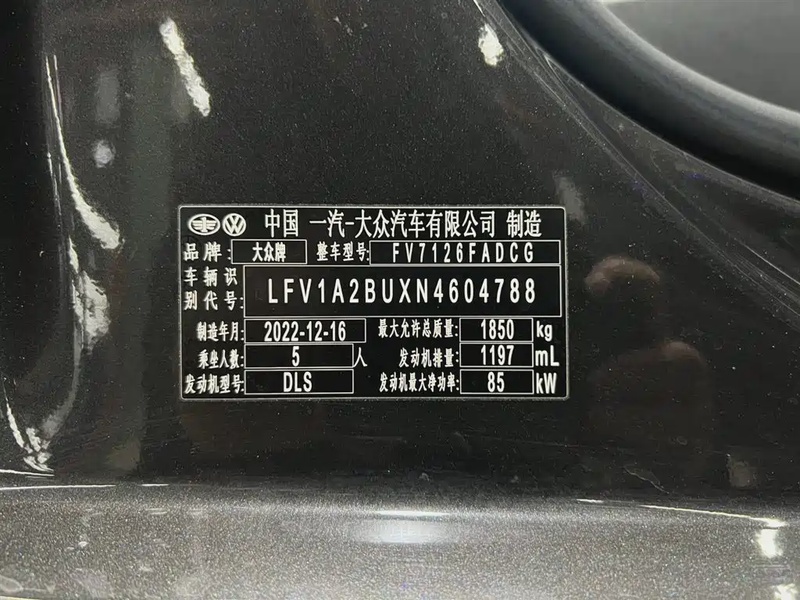 中国 一汽-大众汽车有限公司 制造
品牌: 大众牌 整车型号: FV7126FADCG
车辆识别代号: LFV1A2BUXN4604788
制造年月: 2022-12-16 最大允许总质量: 1850 kg
乘坐人数: 5 人 发动机排量: 1197 mL
发动机型号: DLS 发动机最大净功率: 85 kW